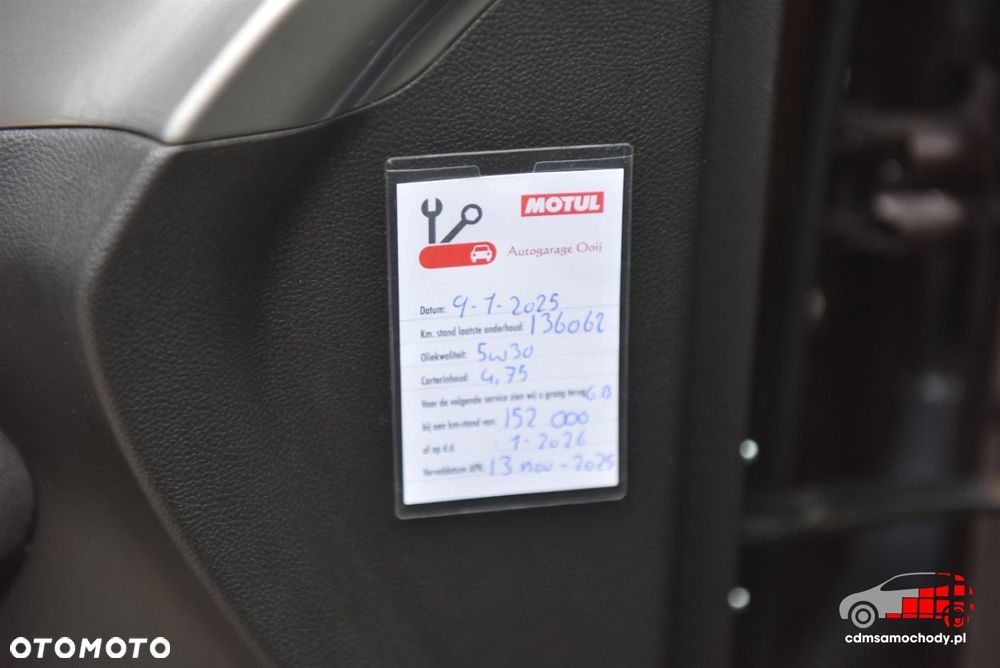 MOTUL
Autogarage Ooij
Datum: 9-1-2025
Km. stand laatste onderhoud: 136062
Oliekwaliteit: 5w30
Carterinhoud: 4,75
Voor de volgende service zien wij u graag terug
bij een km-stand van: 152 000
of op d.d. : 1-2026
Vervaldatum APK: 13 nov - 2025
OTOMOTO
cdmsamochody.pl